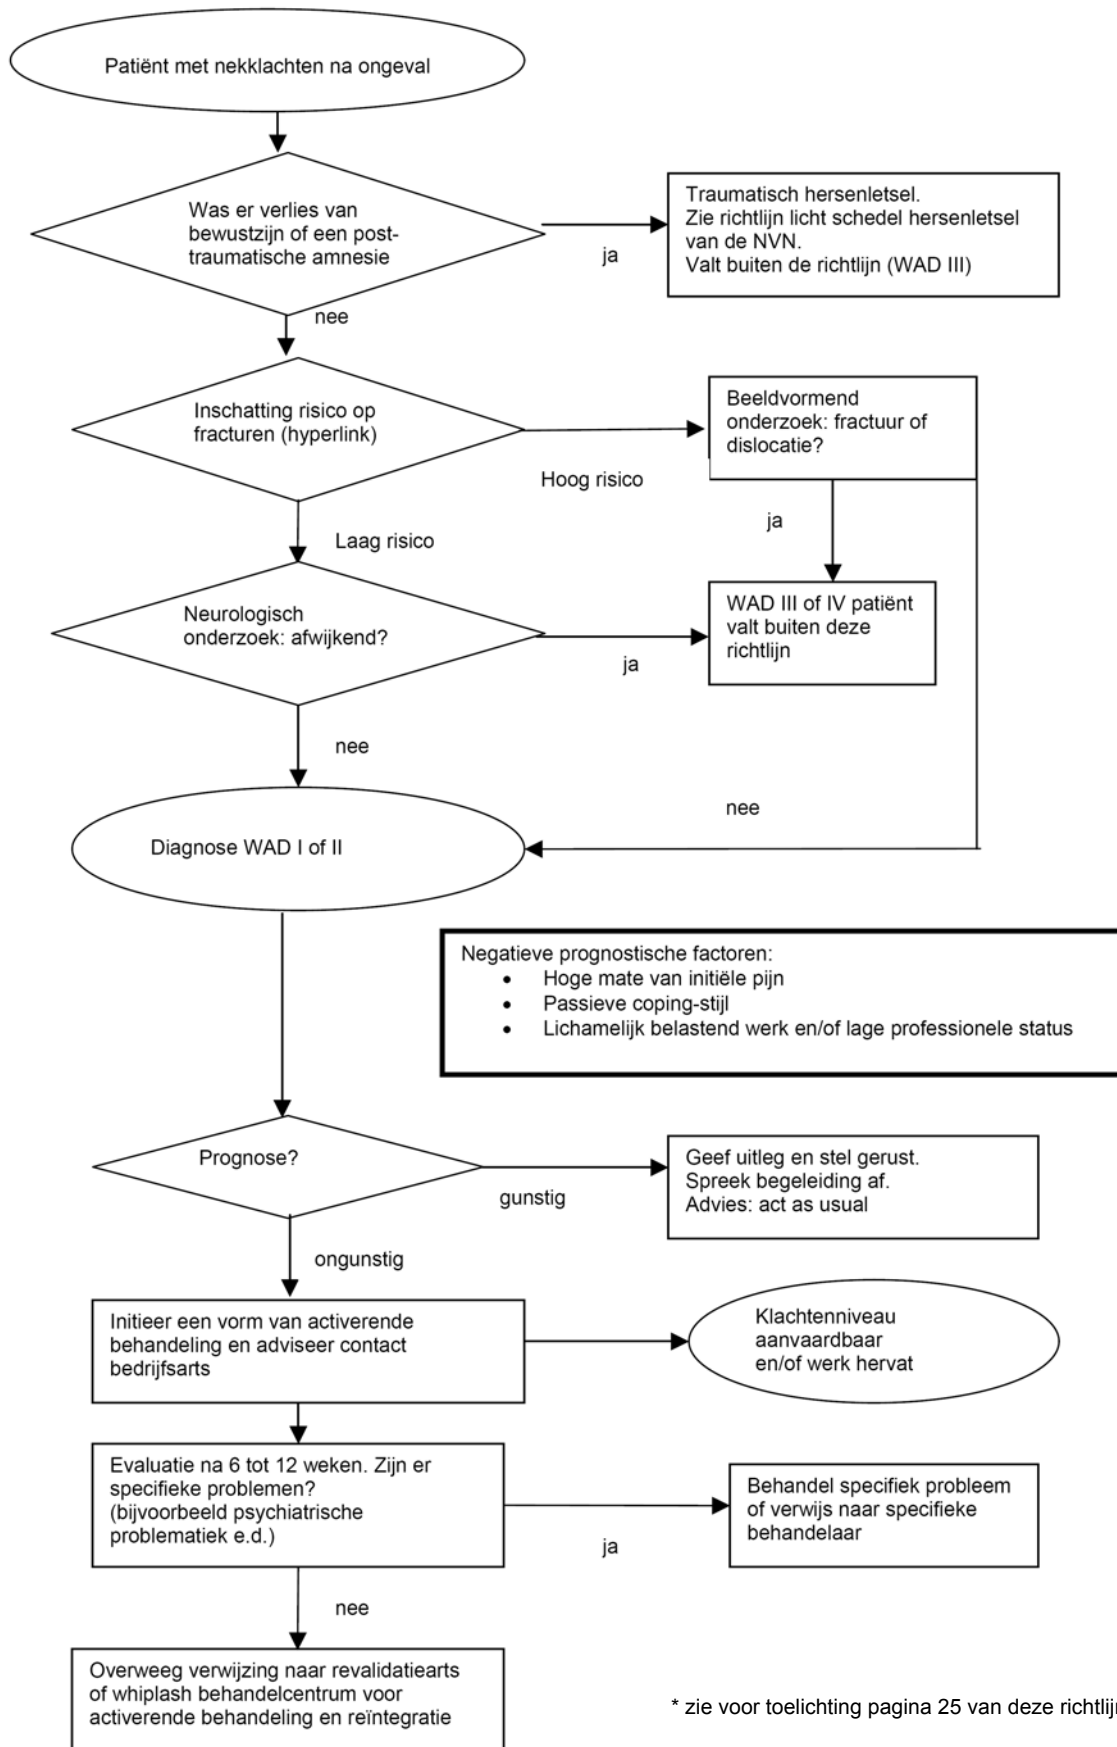 Patiënt met nekklachten na ongeval
Was er verlies van
bewustzijn of een post-
traumatische amnesie
ja
Traumatisch hersenletsel.
Zie richtlijn licht schedel hersenletsel
van de NVN.
Valt buiten de richtlijn (WAD III)
nee
Inschatting risico op
fracturen (hyperlink)
Hoog risico
Beeldvormend
onderzoek: fractuur of
dislocatie?
ja
Laag risico
Neurologisch
onderzoek: afwijkend?
ja
WAD III of IV patiënt
valt buiten deze
richtlijn
nee
nee
Diagnose WAD I of II
Negatieve prognostische factoren:
• Hoge mate van initiële pijn
• Passieve coping-stijl
• Lichamelijk belastend werk en/of lage professionele status
Prognose?
gunstig
Geef uitleg en stel gerust.
Spreek begeleiding af.
Advies: act as usual
ongunstig
Initieer een vorm van activerende
behandeling en adviseer contact
bedrijfsarts
Klachtenniveau
aanvaardbaar
en/of werk hervat
Evaluatie na 6 tot 12 weken. Zijn er
specifieke problemen?
(bijvoorbeeld psychiatrische
problematiek e.d.)
ja
Behandel specifiek probleem
of verwijs naar specifieke
behandelaar
nee
Overweeg verwijzing naar revalidatiearts
of whiplash behandelcentrum voor
activerende behandeling en reïntegratie
* zie voor toelichting pagina 25 van deze richtlijn